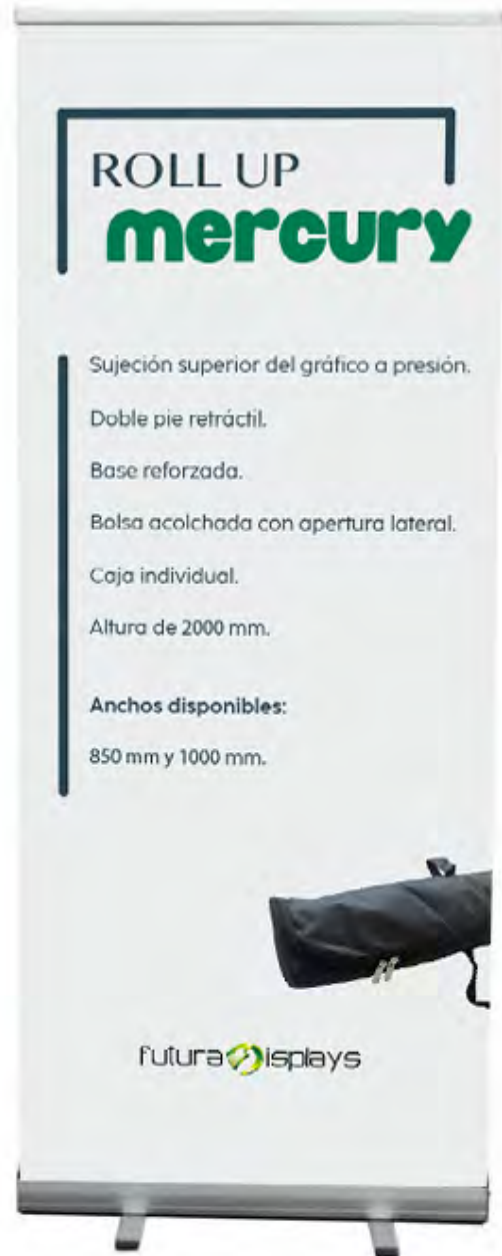 ROLL UP
mercury
Sujeción superior del gráfico a presión.
Doble pie retráctil.
Base reforzada.
Bolsa acolchada con apertura lateral.
Caja individual.
Altura de 2000 mm.
Anchos disponibles:
850 mm y 1000 mm.
futura Displays